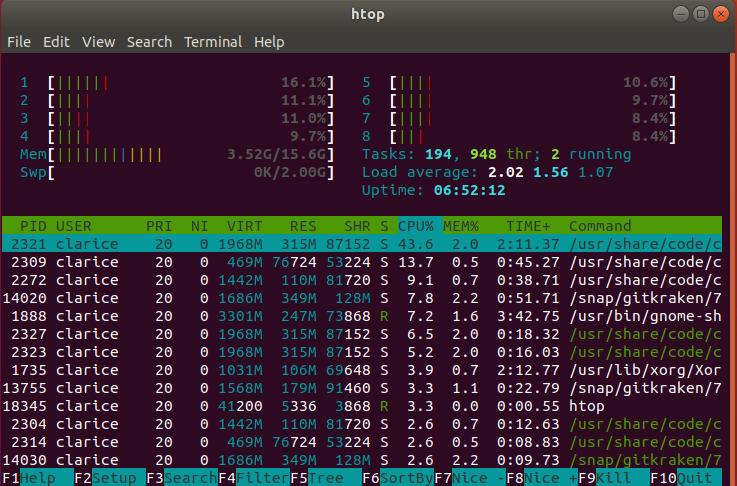 htop
File Edit View Search Terminal Help
1 [|||||| 16.1%] 5 [|||| 10.6%]
2 [|||| 11.1%] 6 [|||| 9.7%]
3 [|||| 11.0%] 7 [|||| 8.4%]
4 [|||| 9.7%] 8 [||| 8.4%]
Mem[||||||||||||| 3.52G/15.6G] Tasks: 194, 948 thr; 2 running
Swp[ 0K/2.00G] Load average: 2.02 1.56 1.07
Uptime: 06:52:12
PID USER PRI NI VIRT RES SHR S CPU% MEM% TIME+ Command
2321 clarice 20 0 1968M 315M 87152 S 43.6 2.0 2:11.37 /usr/share/code/c
2309 clarice 20 0 469M 76724 53224 S 13.7 0.5 0:45.27 /usr/share/code/c
2272 clarice 20 0 1442M 110M 81720 S 9.1 0.7 0:38.71 /usr/share/code/c
14020 clarice 20 0 1686M 349M 128M S 7.8 2.2 0:51.71 /snap/gitkraken/7
1888 clarice 20 0 3301M 247M 73868 R 7.2 1.6 3:42.75 /usr/bin/gnome-sh
2327 clarice 20 0 1968M 315M 87152 S 6.5 2.0 0:18.32 /usr/share/code/c
2323 clarice 20 0 1968M 315M 87152 S 5.2 2.0 0:16.03 /usr/share/code/c
1735 clarice 20 0 1031M 106M 69648 S 3.9 0.7 2:12.77 /usr/lib/xorg/Xor
13755 clarice 20 0 1568M 179M 91460 S 3.3 1.1 0:22.79 /snap/gitkraken/7
18345 clarice 20 0 41200 5336 3868 R 3.3 0.0 0:00.55 htop
2304 clarice 20 0 1442M 110M 81720 S 2.6 0.7 0:12.63 /usr/share/code/c
2314 clarice 20 0 469M 76724 53224 S 2.6 0.5 0:08.83 /usr/share/code/c
14030 clarice 20 0 1686M 349M 128M S 2.6 2.2 0:09.73 /snap/gitkraken/7
F1Help F2Setup F3SearchF4FilterF5Tree F6SortByF7Nice -F8Nice +F9Kill F10Quit